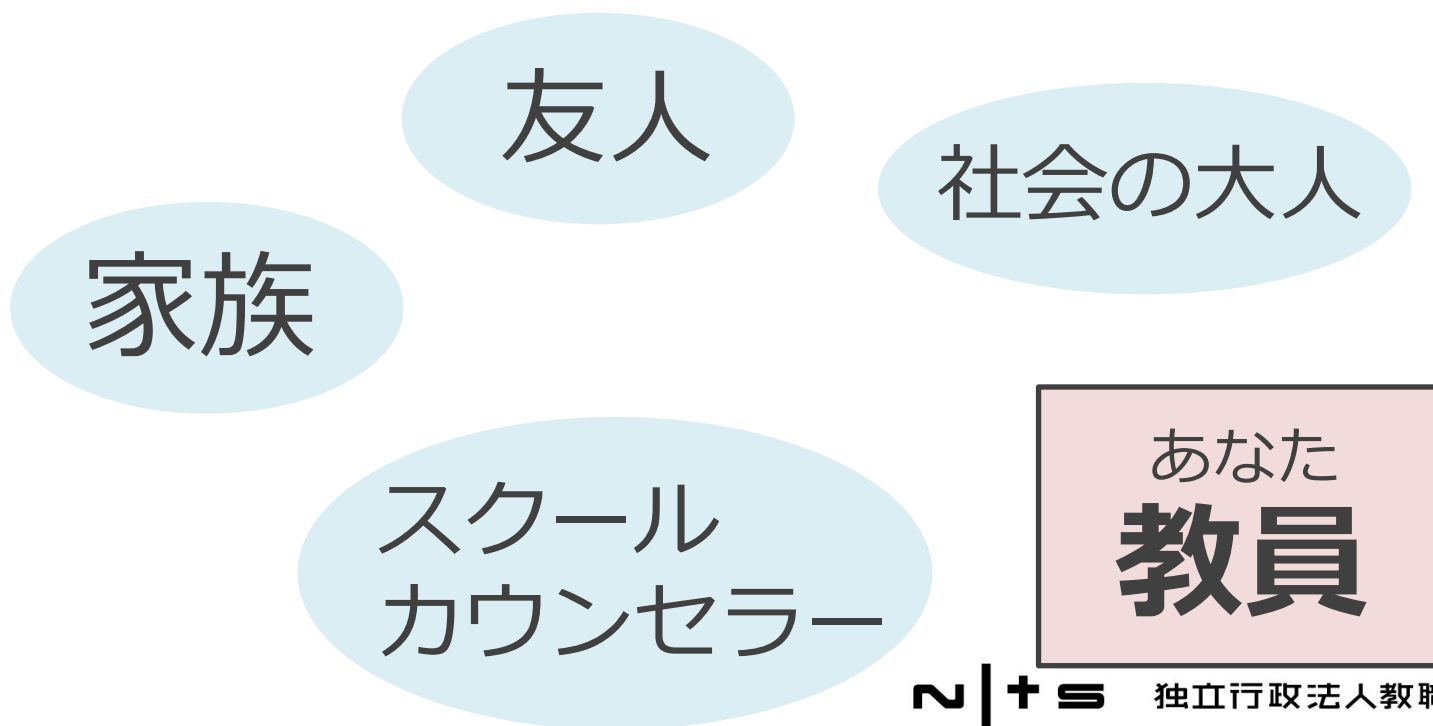 友人
社会の大人
家族
あなた
教員
スクール
カウンセラー
NITS 独立行政法人教職